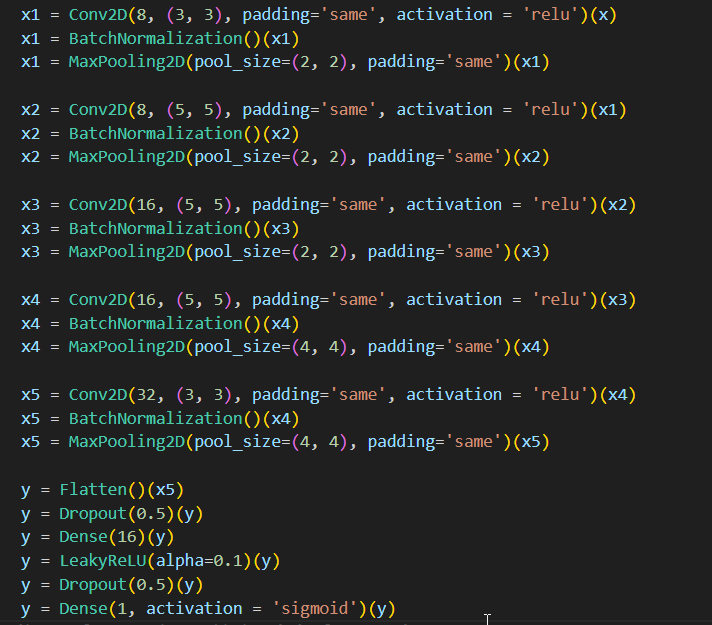 x1 = Conv2D(8, (3, 3), padding='same', activation = 'relu')(x)
x1 = BatchNormalization()(x1)
x1 = MaxPooling2D(pool_size=(2, 2), padding='same')(x1)

x2 = Conv2D(8, (5, 5), padding='same', activation = 'relu')(x1)
x2 = BatchNormalization()(x2)
x2 = MaxPooling2D(pool_size=(2, 2), padding='same')(x2)

x3 = Conv2D(16, (5, 5), padding='same', activation = 'relu')(x2)
x3 = BatchNormalization()(x3)
x3 = MaxPooling2D(pool_size=(2, 2), padding='same')(x3)

x4 = Conv2D(16, (5, 5), padding='same', activation = 'relu')(x3)
x4 = BatchNormalization()(x4)
x4 = MaxPooling2D(pool_size=(4, 4), padding='same')(x4)

x5 = Conv2D(32, (3, 3), padding='same', activation = 'relu')(x4)
x5 = BatchNormalization()(x4)
x5 = MaxPooling2D(pool_size=(4, 4), padding='same')(x5)

y = Flatten()(x5)
y = Dropout(0.5)(y)
y = Dense(16)(y)
y = LeakyReLU(alpha=0.1)(y)
y = Dropout(0.5)(y)
y = Dense(1, activation = 'sigmoid')(y)